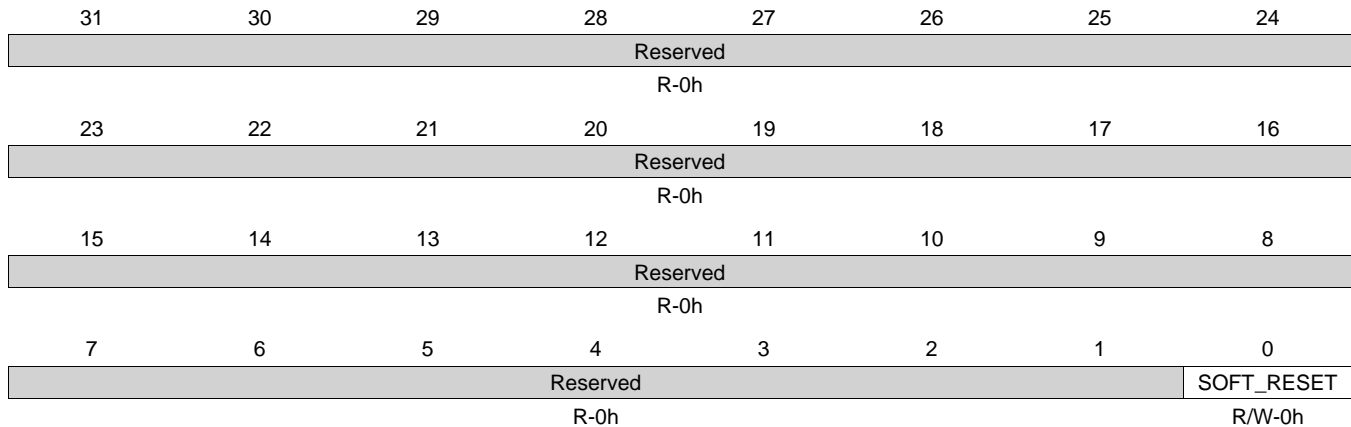 31 30 29 28 27 26 25 24
Reserved
R-0h
23 22 21 20 19 18 17 16
Reserved
R-0h
15 14 13 12 11 10 9 8
Reserved
R-0h
7 6 5 4 3 2 1 0
Reserved SOFT_RESET
R-0h R/W-0h